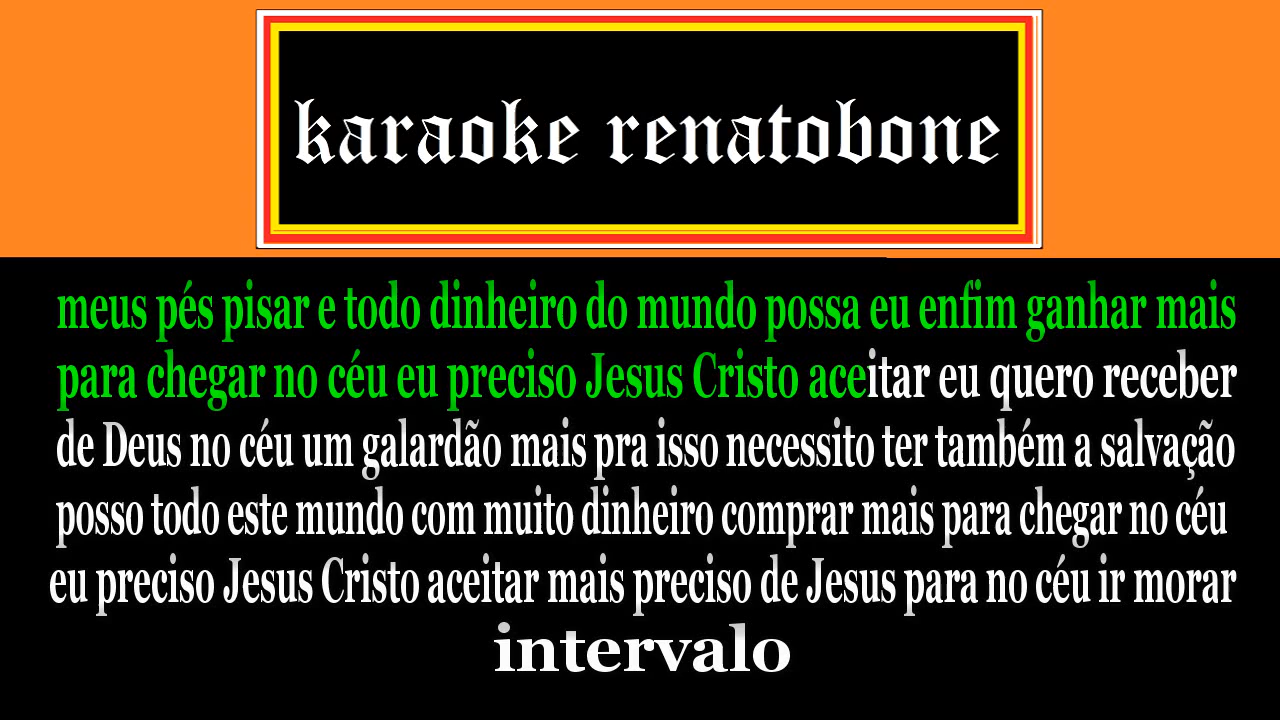 karaoke renatobone
meus pés pisar e todo dinheiro do mundo possa eu enfim ganhar mais
para chegar no céu eu preciso Jesus Cristo aceitar eu quero receber
de Deus no céu um galardão mais pra isso necessito ter também a salvação
posso todo este mundo com muito dinheiro comprar mais para chegar no céu
eu preciso Jesus Cristo aceitar mais preciso de Jesus para no céu ir morar
intervalo